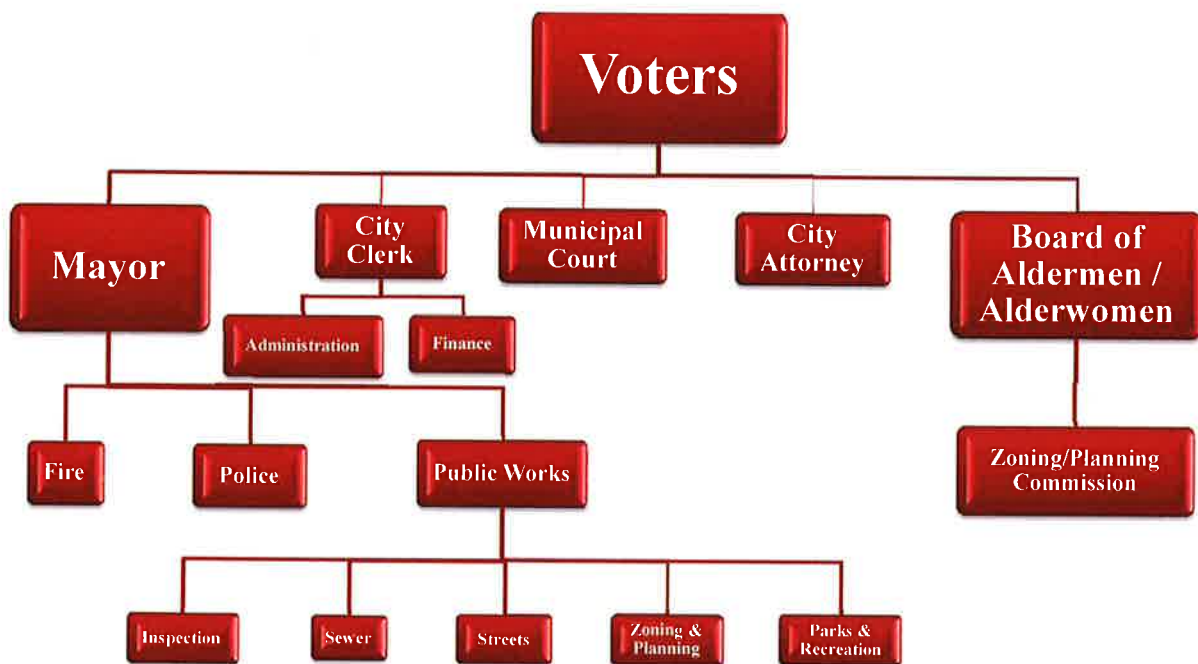 Voters
Mayor
City
Clerk
Municipal
Court
City
Attorney
Board of
Aldermen /
Alderwomen
Administration
Finance
Fire
Police
Public Works
Zoning/Planning
Commission
Inspection
Sewer
Streets
Zoning &
Planning
Parks &
Recreation